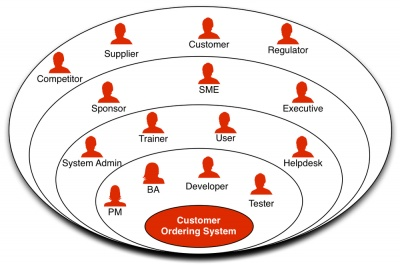 Customer
Supplier
Regulator
Competitor
SME
Sponsor
Executive
Trainer
User
System Admin
Helpdesk
Developer
BA
Tester
PM
Customer
Ordering System